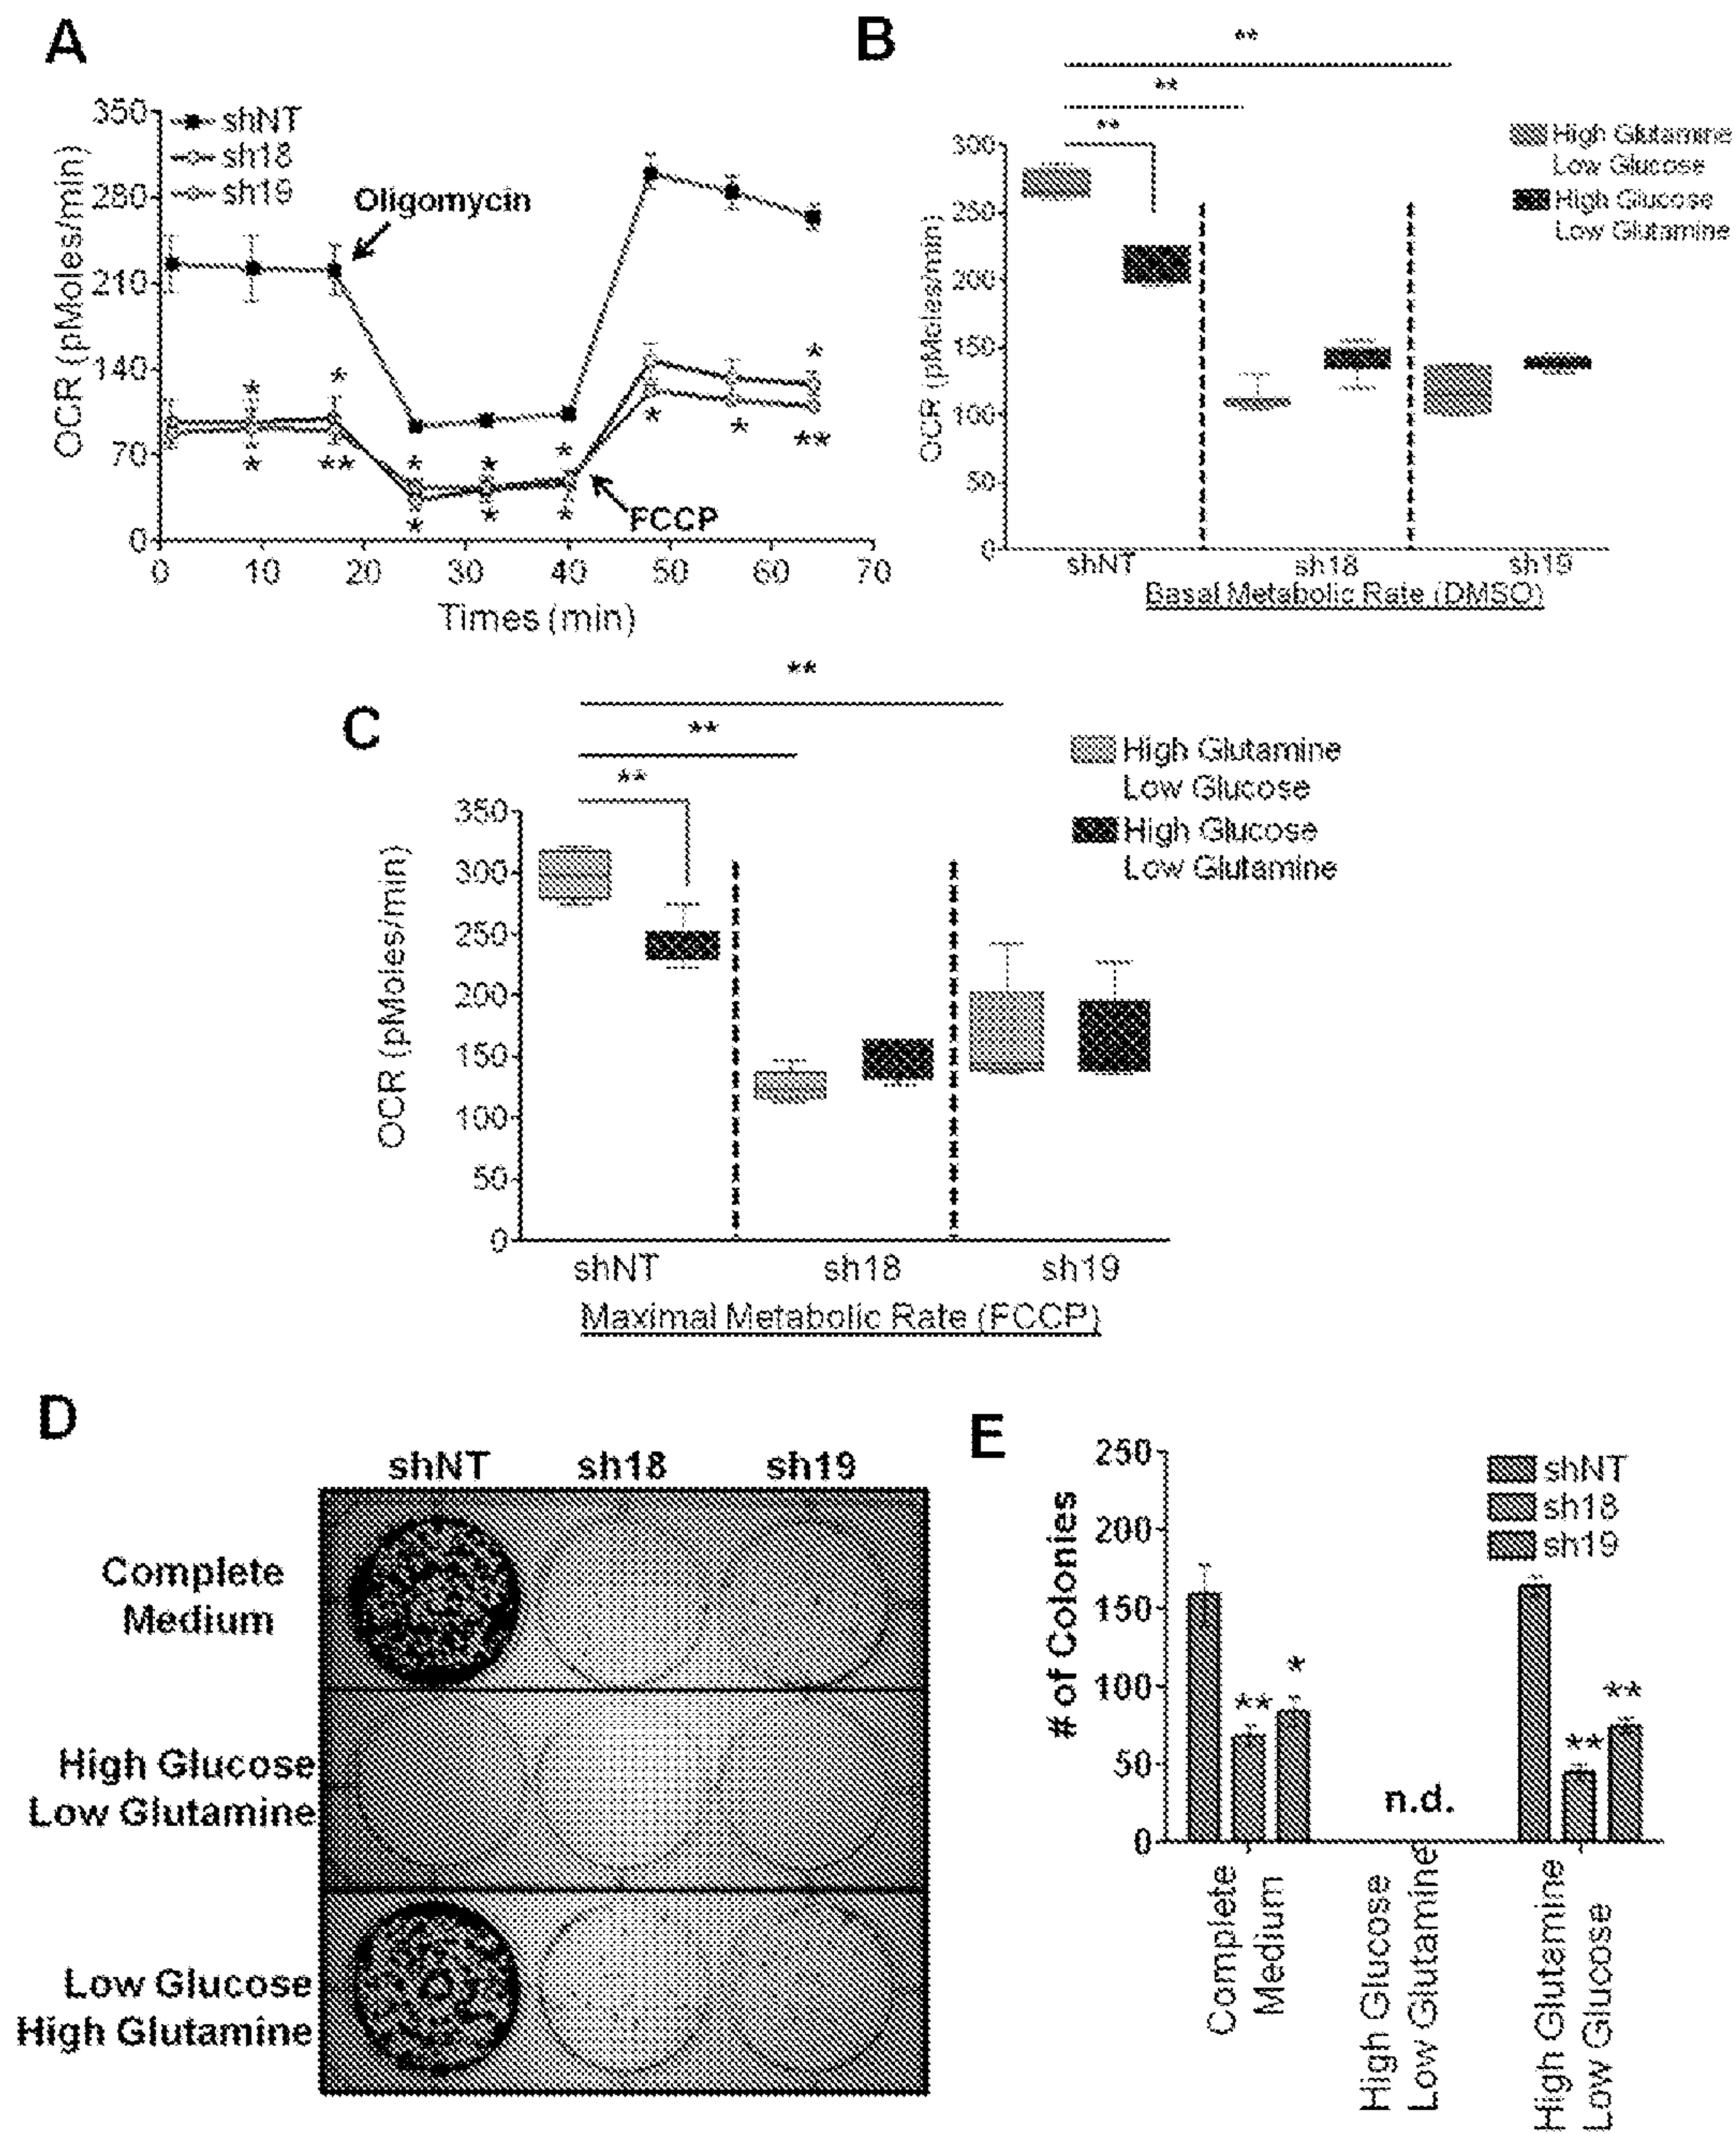 A
350
280
210
140
70
0
OCR (pMoles/min)
shNT
sh18
sh19
Oligomycin
FCCP
*
*
*
**
*
*
*
*
*
*
*
*
*
**
0 10 20 30 40 50 60 70
Times (min)
B
**
**
**
300
250
200
150
100
50
0
OCR (pMoles/min)
High Glutamine
Low Glucose
High Glucose
Low Glutamine
shNT sh18 sh19
Basal Metabolic Rate (DMSO)
C
**
**
**
350
300
250
200
150
100
50
0
OCR (pMoles/min)
High Glutamine
Low Glucose
High Glucose
Low Glutamine
shNT sh18 sh19
Maximal Metabolic Rate (FCCP)
D
shNT sh18 sh19
Complete
Medium
High Glucose
Low Glutamine
Low Glucose
High Glutamine
E
250
200
150
100
50
0
# of Colonies
shNT
sh18
sh19
**
*
n.d.
**
**
Complete
Medium
High Glucose
Low Glutamine
High Glutamine
Low Glucose